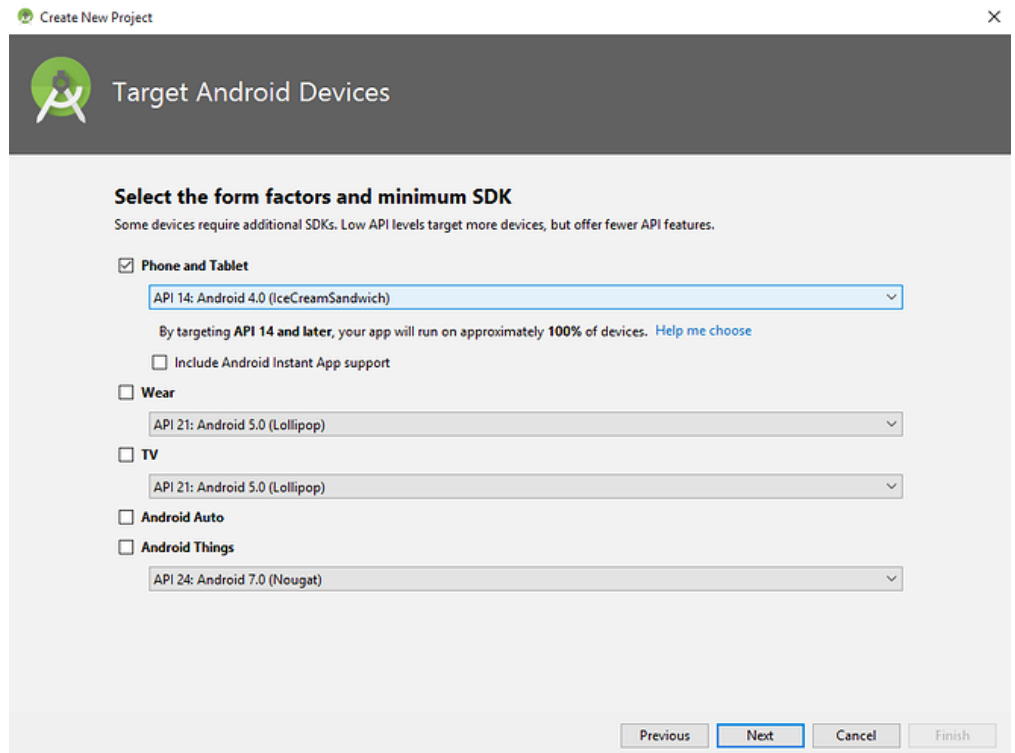 Create New Project
Target Android Devices
Select the form factors and minimum SDK
Some devices require additional SDKs. Low API levels target more devices, but offer fewer API features.
Phone and Tablet
API 14: Android 4.0 (IceCreamSandwich)
By targeting API 14 and later, your app will run on approximately 100% of devices. Help me choose
Include Android Instant App support
Wear
API 21: Android 5.0 (Lollipop)
TV
API 21: Android 5.0 (Lollipop)
Android Auto
Android Things
API 24: Android 7.0 (Nougat)
Previous Next Cancel Finish